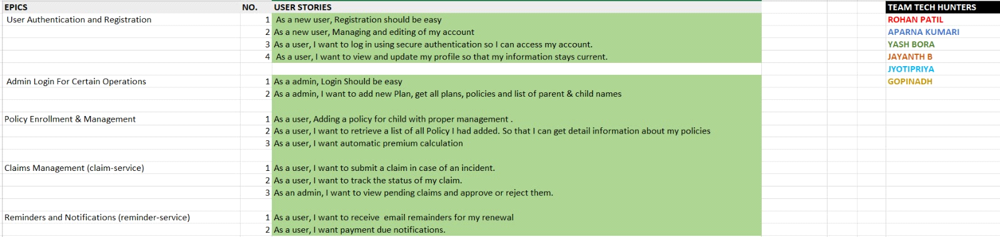 EPICS NO. USER STORIES TEAM TECH HUNTERS
User Authentication and Registration 1 As a new user, Registration should be easy ROHAN PATIL
2 As a new user, Managing and editing of my account APARNA KUMARI
3 As a user, I want to log in using secure authentication so I can access my account. YASH BORA
4 As a user, I want to view and update my profile so that my information stays current. JAYANTH B
JYOTIPRIYA
Admin Login For Certain Operations 1 As a admin, Login Should be easy GOPINADH
2 As a admin, I want to add new Plan, get all plans, policies and list of parent & child names
Policy Enrollment & Management 1 As a user, Adding a policy for child with proper management .
2 As a user, I want to retrieve a list of all Policy I had added. So that I can get detail information about my policies
3 As a user, I want automatic premium calculation
Claims Management (claim-service) 1 As a user, I want to submit a claim in case of an incident.
2 As a user, I want to track the status of my claim.
3 As an admin, I want to view pending claims and approve or reject them.
Reminders and Notifications (reminder-service) 1 As a user, I want to receive email remainders for my renewal
2 As a user, I want payment due notifications.